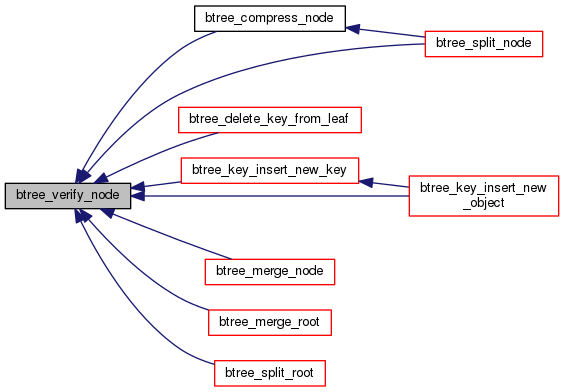 btree_compress_node
btree_split_node
btree_delete_key_from_leaf
btree_key_insert_new_key
btree_verify_node
btree_key_insert_new
_object
btree_merge_node
btree_merge_root
btree_split_root